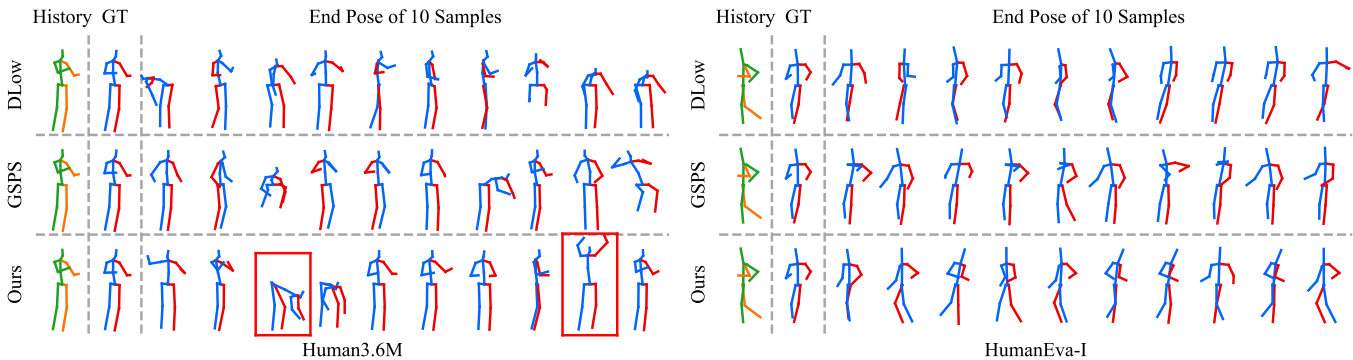 History GT End Pose of 10 Samples
DLow
GSPS
Ours
Human3.6M
History GT End Pose of 10 Samples
DLow
GSPS
Ours
HumanEva-I